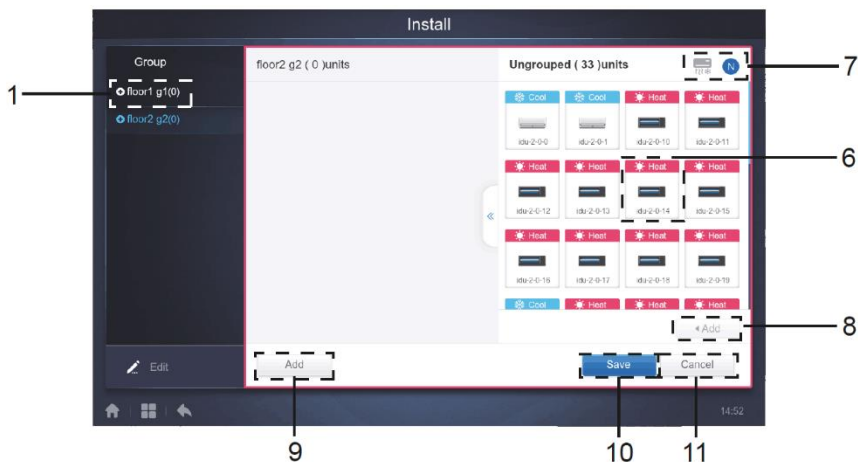 Install
Group
floor2 g2 ( 0 )units
Ungrouped ( 33 )units
N
7
1
floor1 g1(0)
floor2 g2(0)
Cool Cool Heat Heat
idu-2-0-0 idu-2-0-1 idu-2-0-10 idu-2-0-11
6
Heat Heat Heat Heat
idu-2-0-12 idu-2-0-13 idu-2-0-14 idu-2-0-15
Heat Heat Heat Heat
idu-2-0-16 idu-2-0-17 idu-2-0-18 idu-2-0-19
Cool Heat Heat Heat
Add
8
Edit
Add
Save
Cancel
14:52
9
10
11